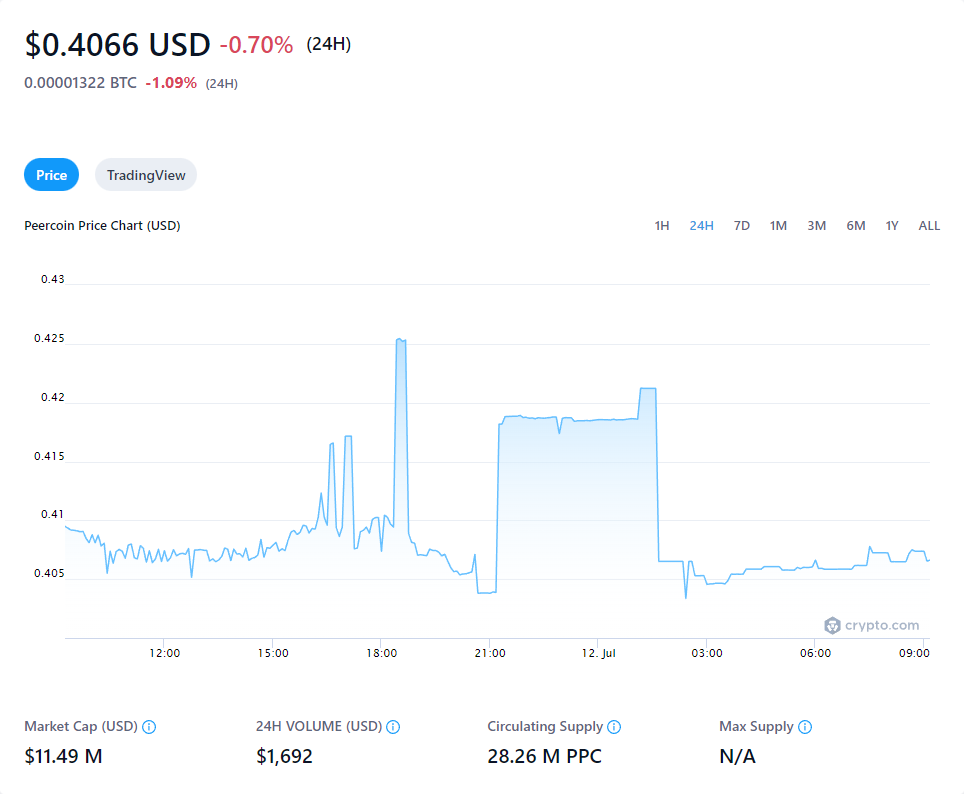 $0.4066 USD -0.70% (24H)
0.00001322 BTC -1.09% (24H)
Price TradingView
Peercoin Price Chart (USD) 1H 24H 7D 1M 3M 6M 1Y ALL
0.43
0.425
0.42
0.415
0.41
0.405
crypto.com
12:00 15:00 18:00 21:00 12. Jul 03:00 06:00 09:00
Market Cap (USD) 24H VOLUME (USD) Circulating Supply Max Supply
$11.49 M $1,692 28.26 M PPC N/A